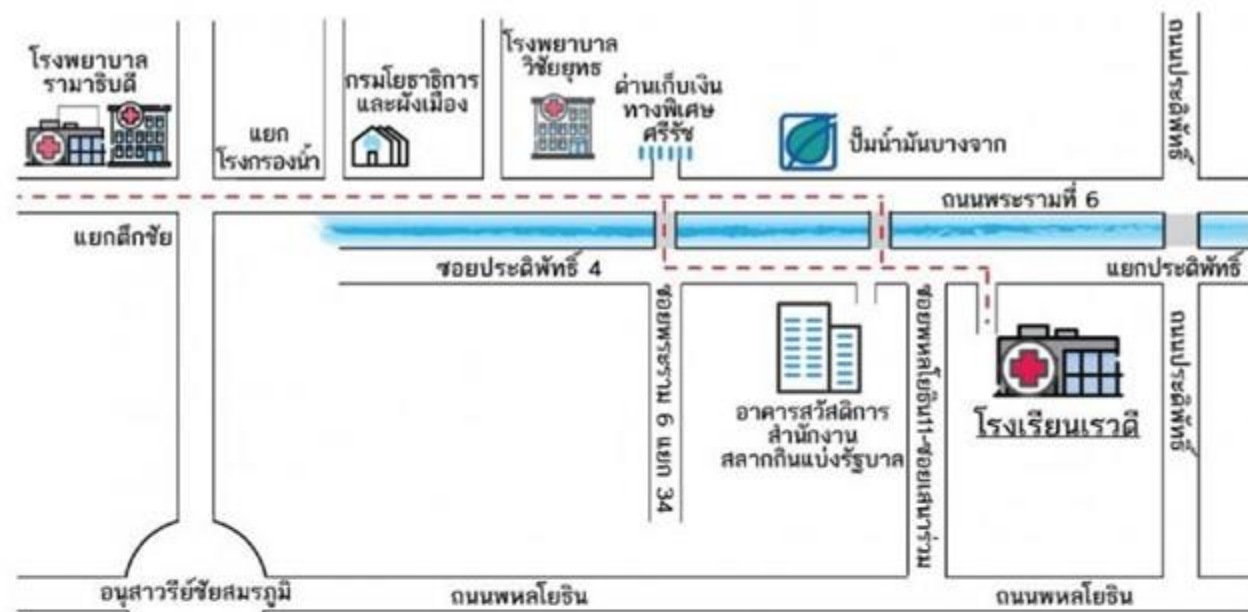 โรงพยาบาล
รามาธิบดี
แยก
โรงกรองน้ำ
กรมโยธาธิการ
และผังเมือง
โรงพยาบาล
วิชัยยุทธ
ด่านเก็บเงิน
ทางพิเศษ
ศรีรัช
ปั๊มน้ำมันบางจาก
ถนนประดิพัทธิ์
ถนนพระรามที่ 6
แยกตึกชัย
ซอยประดิพัทธิ์ 4
แยกประดิพัทธิ์
ซอยพระราม 6 แยก 34
อาคารสวัสดิการ
สำนักงาน
สลากกินแบ่งรัฐบาล
ซอยพหลโยธิน11-ซอยเสนาร่วม
โรงเรียนเรวดี
ถนนประดิพัทธิ์
อนุสาวรีย์ชัยสมรภูมิ
ถนนพหลโยธิน
ถนนพหลโยธิน